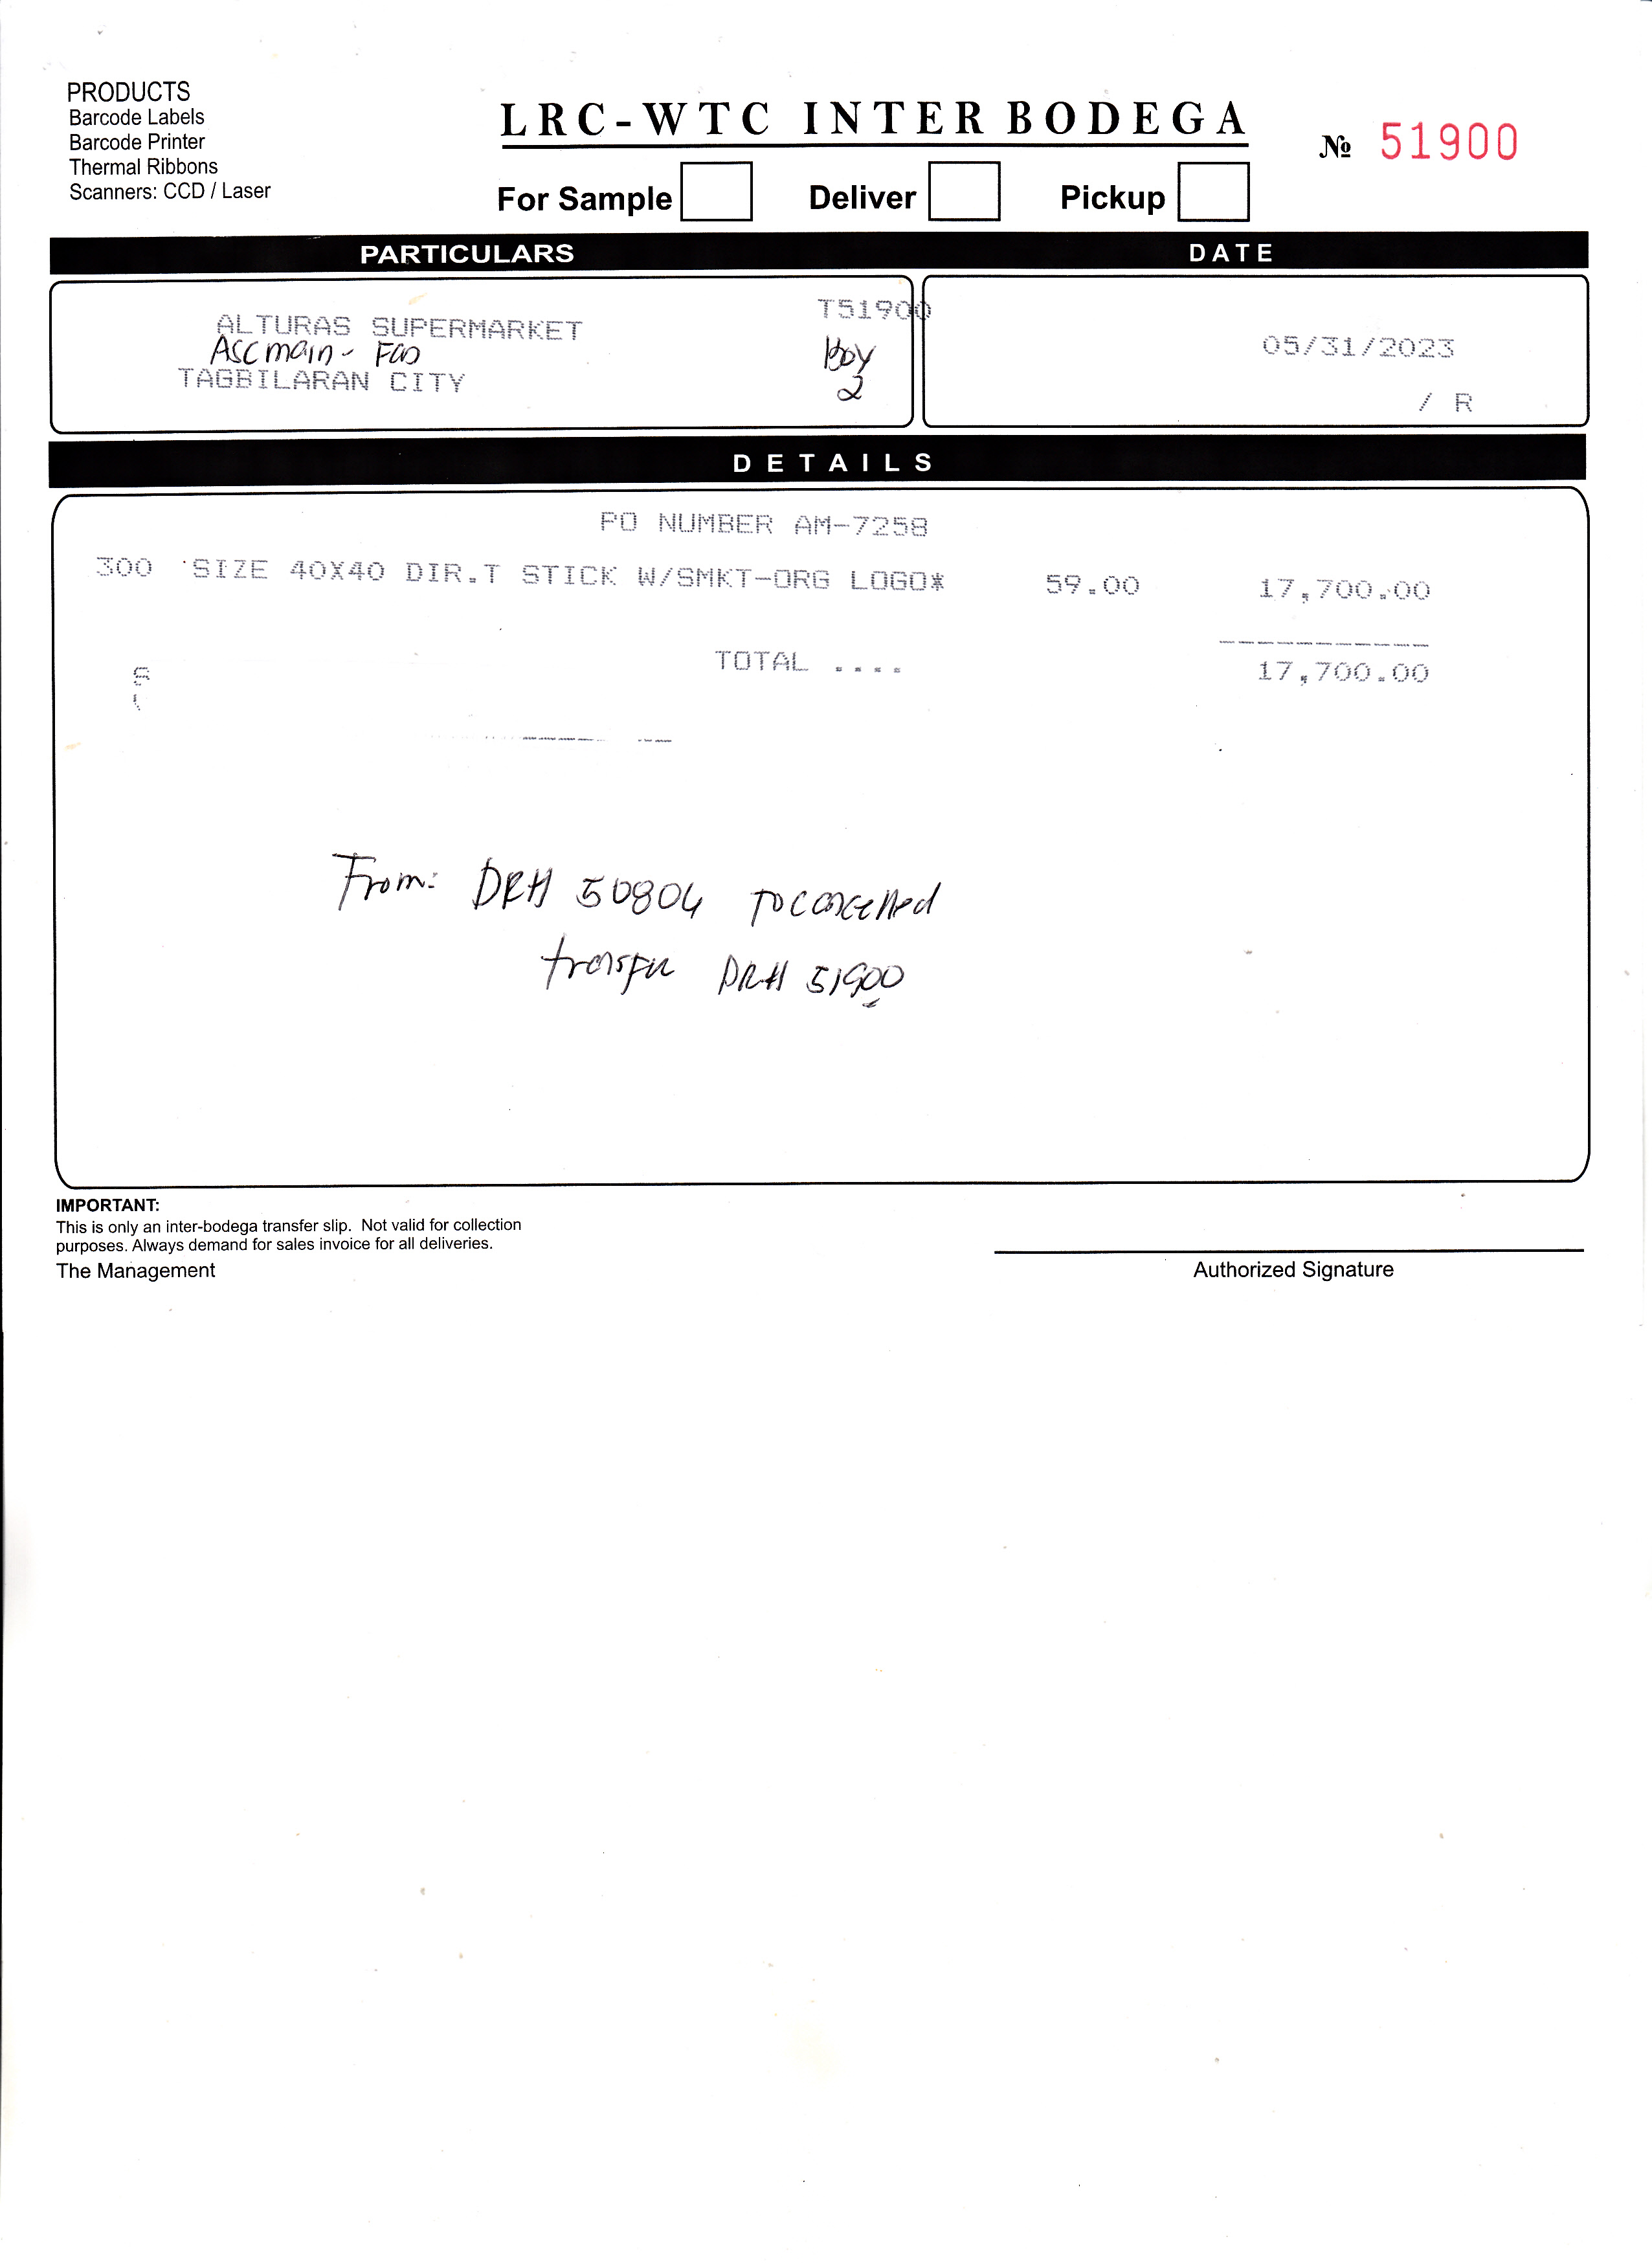 PRODUCTS
Barcode Labels
Barcode Printer
Thermal Ribbons
Scanners: CCD / Laser
LRC-WTC INTER BODEGA
№ 51900
For Sample Deliver Pickup
PARTICULARS DATE
T51900
ALTURAS SUPERMARKET
Asc main -
Boy
2
TAGBILARAN CITY
05/31/2023
/ R
DETAILS
PO NUMBER AM-7258
300 SIZE 40X40 DIR.T STICK W/SMKT-ORG LOGO* 59.00 17,700.00
TOTAL .... 17,700.00
From: DR# 50804 to cancelled
transfer DR# 51900
IMPORTANT:
This is only an inter-bodega transfer slip. Not valid for collection
purposes. Always demand for sales invoice for all deliveries.
The Management
Authorized Signature